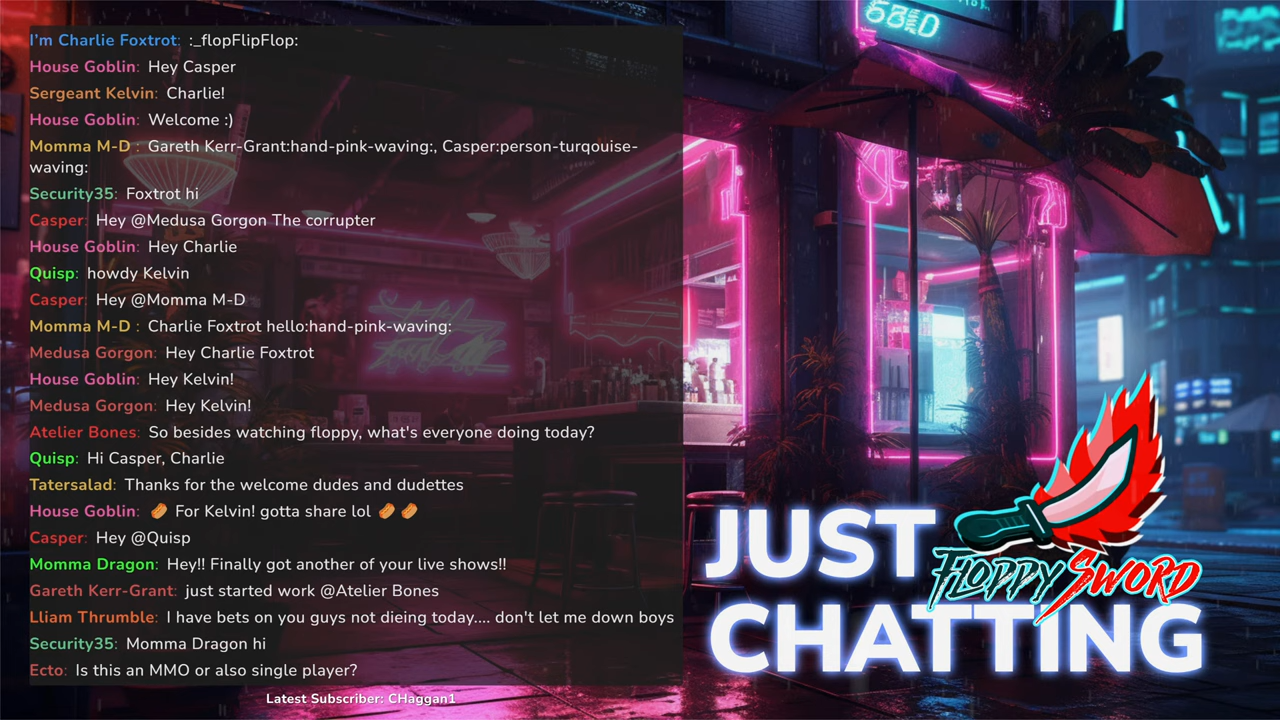 I'm Charlie Foxtrot: :_flopFlipFlop:
House Goblin: Hey Casper
Sergeant Kelvin: Charlie!
House Goblin: Welcome :)
Momma M-D : Gareth Kerr-Grant:hand-pink-waving:, Casper:person-turqouise-
waving:
Security35: Foxtrot hi
Casper: Hey @Medusa Gorgon The corrupter
House Goblin: Hey Charlie
Quisp: howdy Kelvin
Casper: Hey @Momma M-D
Momma M-D : Charlie Foxtrot hello:hand-pink-waving:
Medusa Gorgon: Hey Charlie Foxtrot
House Goblin: Hey Kelvin!
Medusa Gorgon: Hey Kelvin!
Atelier Bones: So besides watching floppy, what's everyone doing today?
Quisp: Hi Casper, Charlie
Tatersalad: Thanks for the welcome dudes and dudettes
House Goblin: 🥜 For Kelvin! gotta share lol 🥜 🥜
Casper: Hey @Quisp
Momma Dragon: Hey!! Finally got another of your live shows!!
Gareth Kerr-Grant: just started work @Atelier Bones
Lliam Thrumble: I have bets on you guys not dieing today.... don't let me down boys
Security35: Momma Dragon hi
Ecto: Is this an MMO or also single player?
Latest Subscriber: CHaggan1
JUST
FLOPPY SWORD
CHATTING